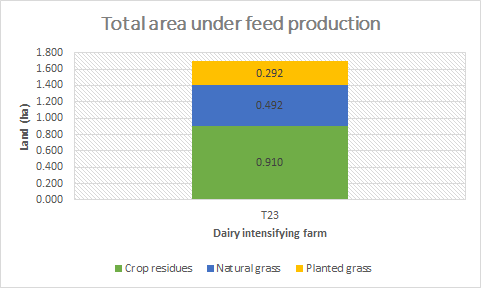 Total area under feed production
1.800
1.600
1.400
1.200
1.000
0.800
0.600
0.400
0.200
0.000
Land (ha)
0.292
0.492
0.910
T23
Dairy intensifying farm
Crop residues Natural grass Planted grass